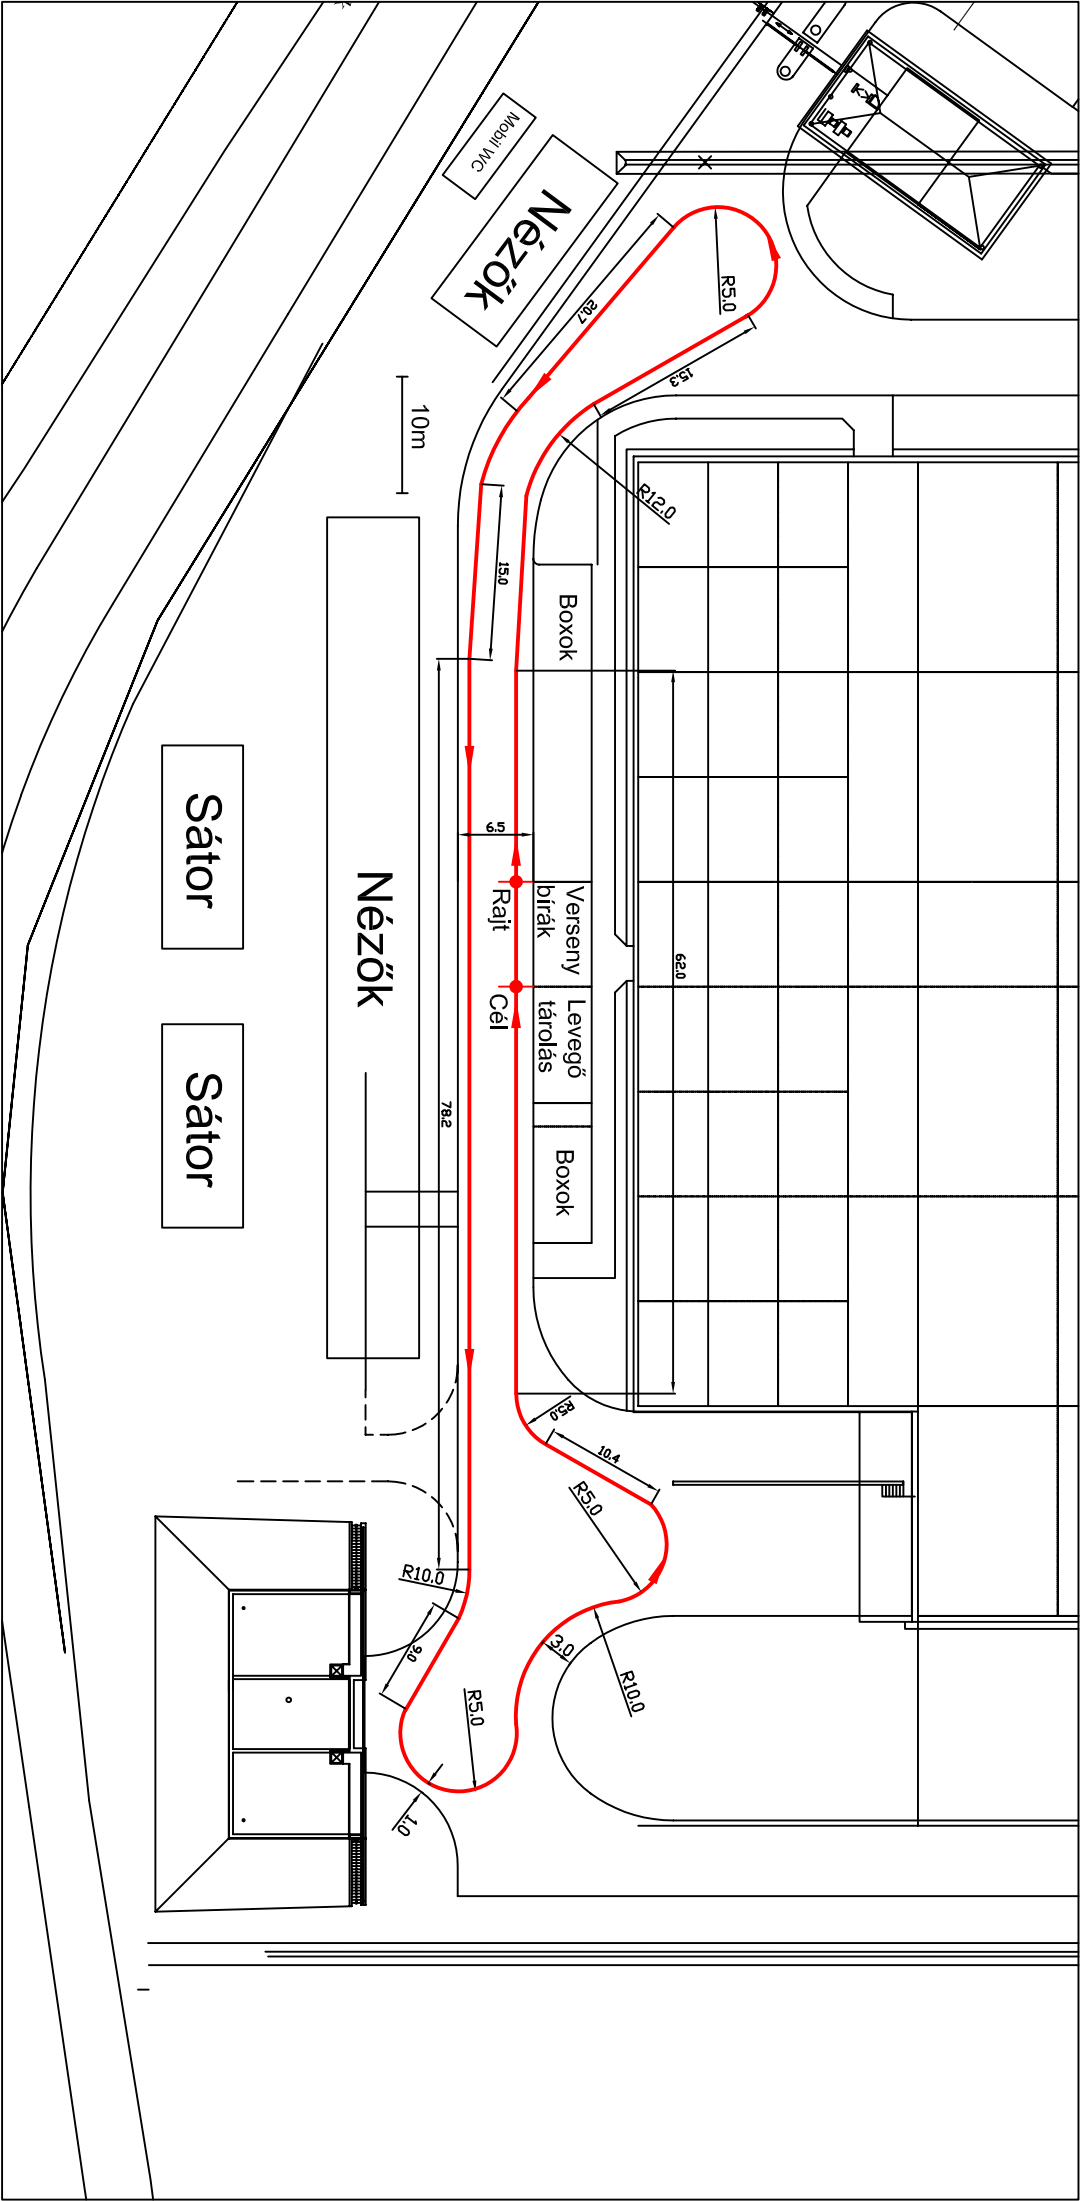 Mobil WC
Nézők
R5.0
20.7
15.3
10m
R12.0
15.0
Boxok
6.5
Rajt
Verseny
bírák
62.0
Cél
Levegő
tárolás
Sátor
Nézők
Sátor
78.2
Boxok
R5.0
10.4
R5.0
R10.0
9.0
3.0
R10.0
R5.0
1.0